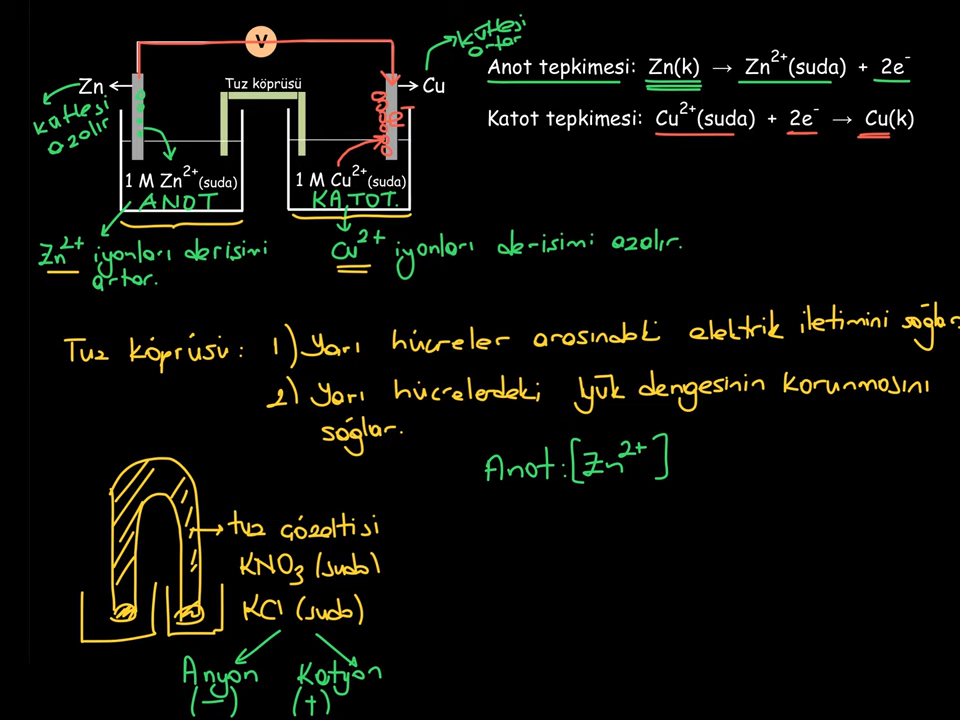 V
Zn
Cu
kütlesi
artar
kütlesi
azalır
Tuz köprüsü
1 M Zn2+(suda)
1 M Cu2+(suda)
ANOT
KATOT.
Anot tepkimesi: Zn(k) → Zn2+(suda) + 2e-
Katot tepkimesi: Cu2+(suda) + 2e- → Cu(k)
Zn2+ iyonları derişimi
artar.
Cu2+ iyonları derişimi azalır.
Tuz köprüsü: 1) Yarı hücreler arasındaki elektrik iletimini sağlar
2) Yarı hücrelerdeki yük dengesinin korunmasını
sağlar.
Anot: [Zn2+]
tuz çözeltisi
KNO3 (suda)
KCl (suda)
Anyon
(-)
Katyon
(+)